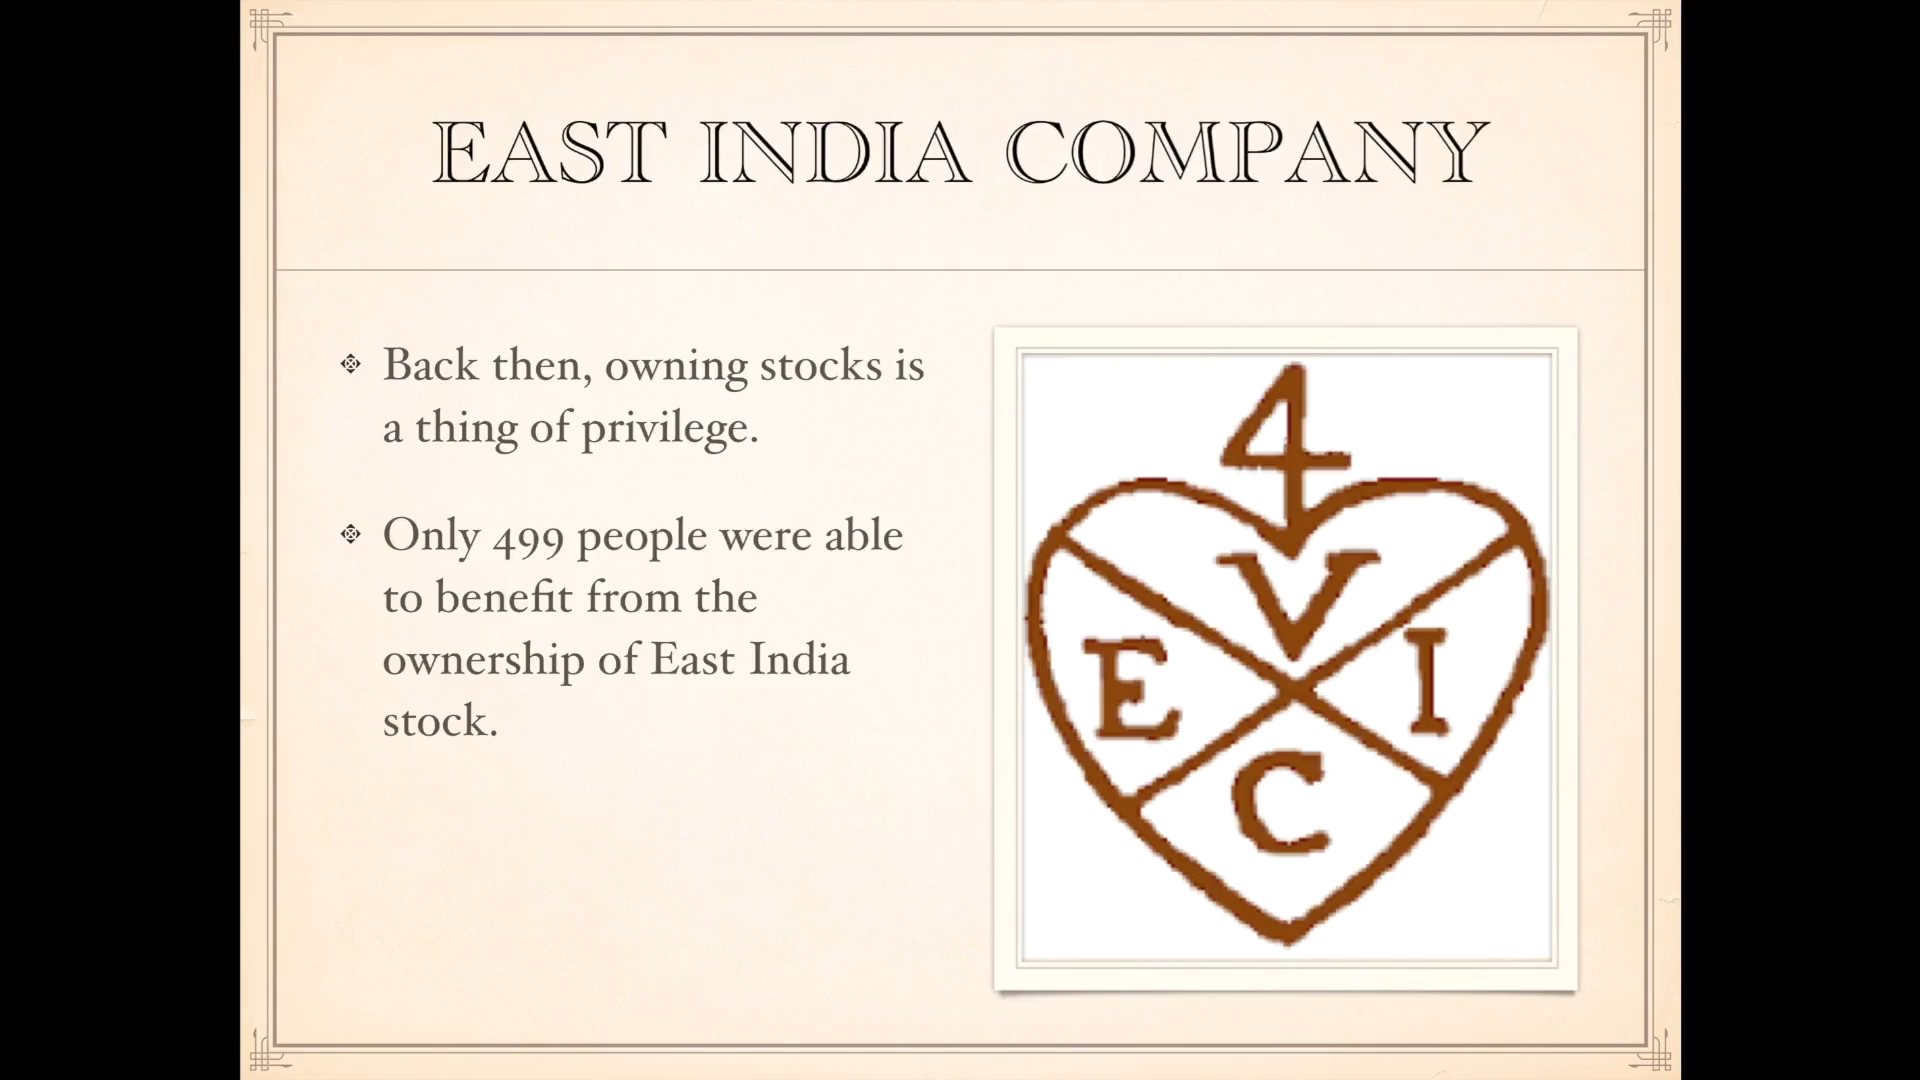 EAST INDIA COMPANY
Back then, owning stocks is
a thing of privilege.
Only 499 people were able
to benefit from the
ownership of East India
stock.
4
V
E I
C